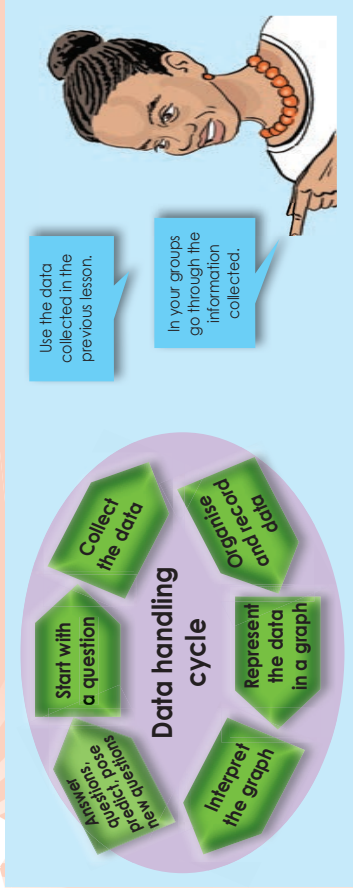 Data handling
cycle
Start with
a question
Collect
the data
Organise
and record
data
Represent
the data
in a graph
Interpret
the graph
Answer
questions,
predict, pose
new questions
Use the data
collected in the
previous lesson.
In your groups
go through the
information
collected.